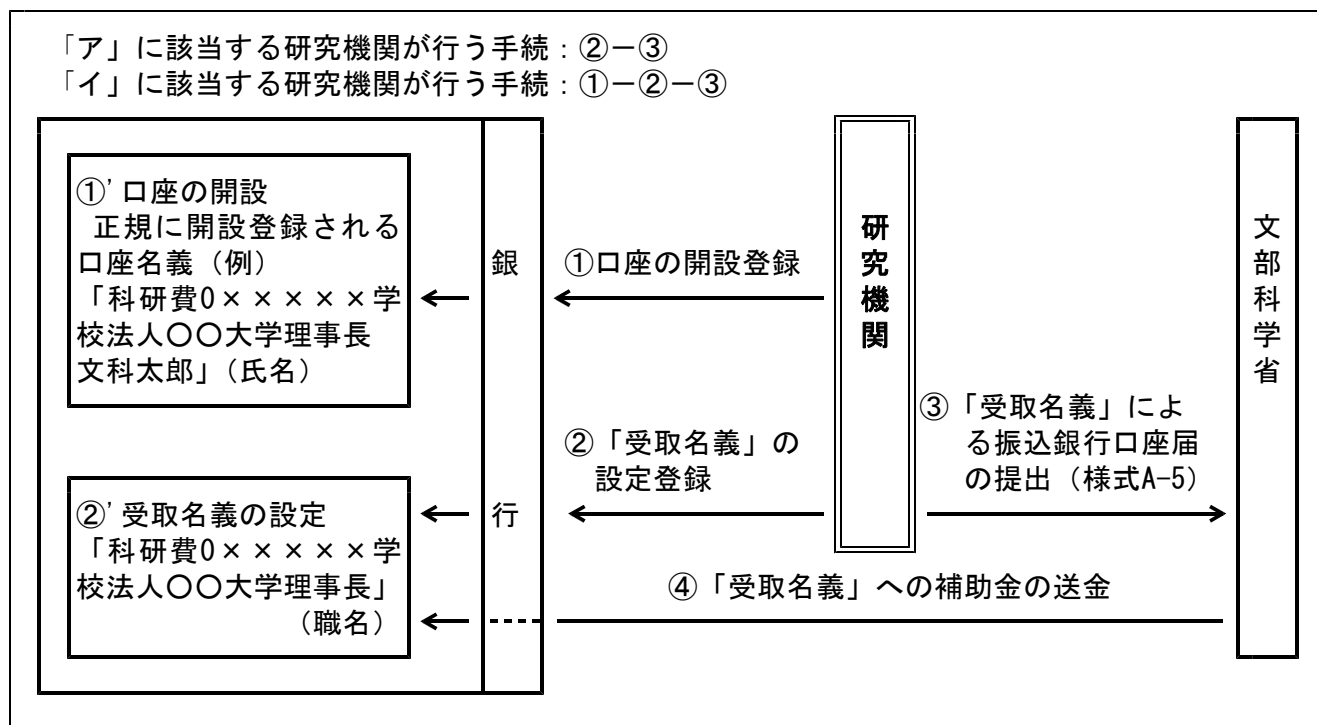 「ア」に該当する研究機関が行う手続：②－③
「イ」に該当する研究機関が行う手続：①－②－③
①’口座の開設
正規に開設登録される
口座名義（例）
「科研費0×××××学
校法人〇〇大学理事長
文科太郎」（氏名）
②’受取名義の設定
「科研費0×××××学
校法人〇〇大学理事長」
（職名）
銀行
①口座の開設登録
②「受取名義」の
設定登録
研究機関
③「受取名義」によ
る振込銀行口座届
の提出（様式A-5）
④「受取名義」への補助金の送金
文部科学省